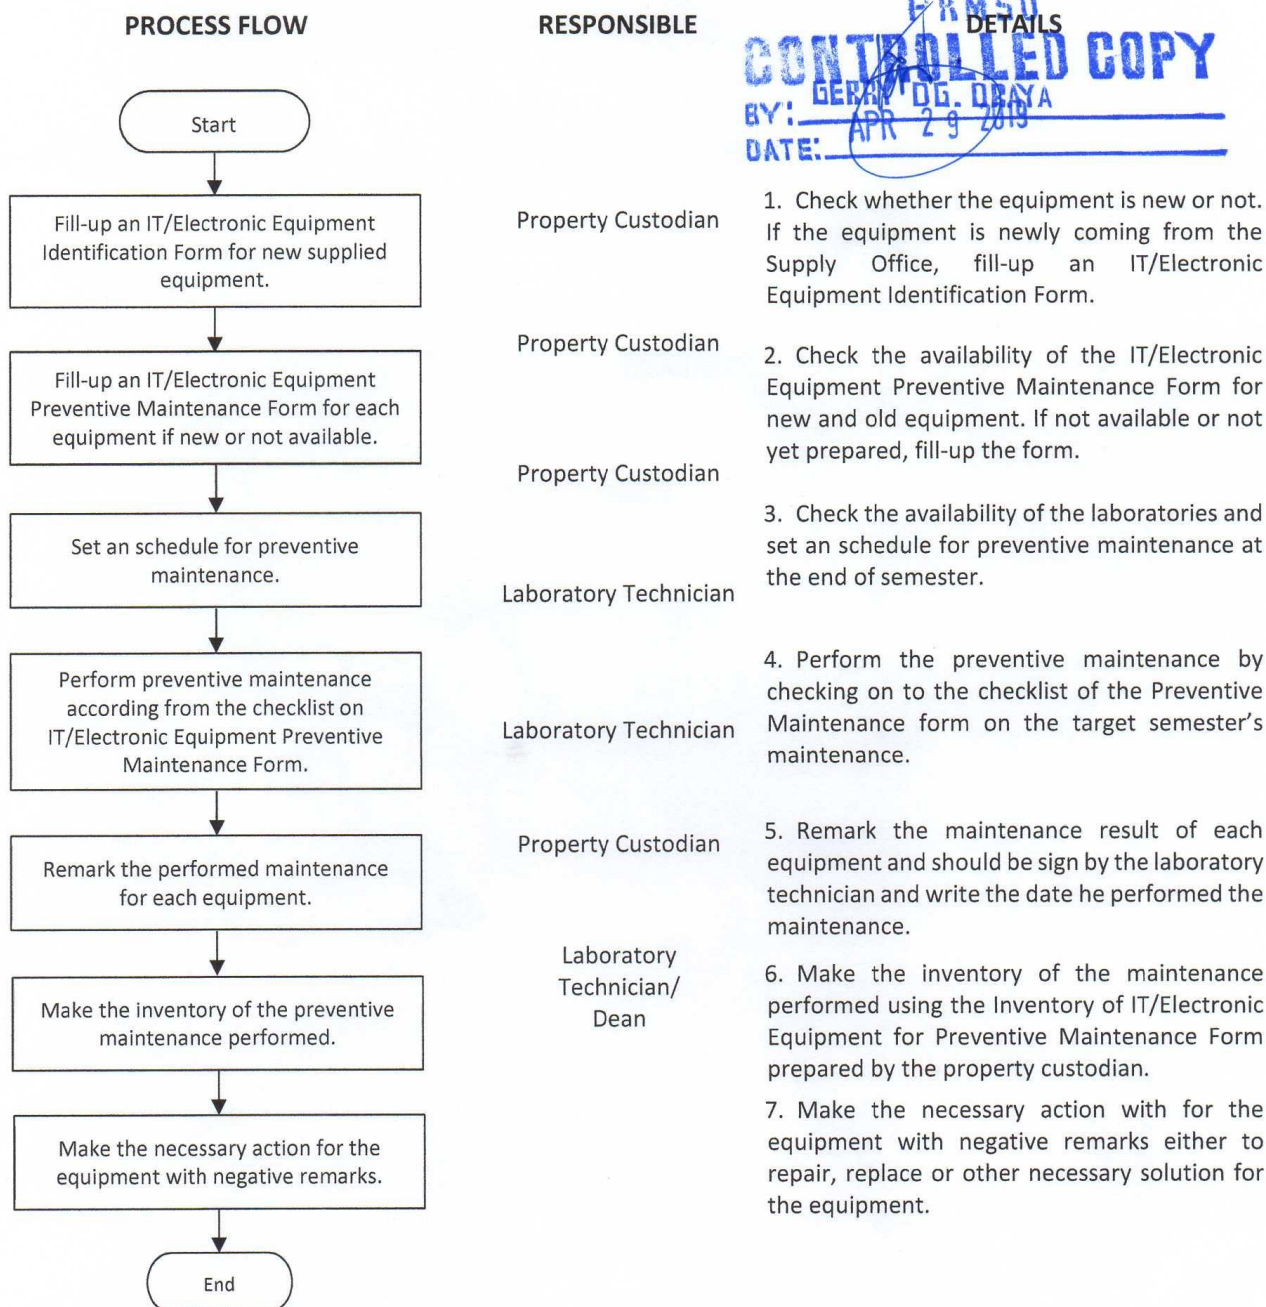 PROCESS FLOW
RESPONSIBLE
DETAILS
PRMSU
CONTROLLED COPY
BY: GERRY DG.
DATE: APR 29 2019
Start
Fill-up an IT/Electronic Equipment
Identification Form for new supplied
equipment.
Fill-up an IT/Electronic Equipment
Preventive Maintenance Form for each
equipment if new or not available.
Set an schedule for preventive
maintenance.
Perform preventive maintenance
according from the checklist on
IT/Electronic Equipment Preventive
Maintenance Form.
Remark the performed maintenance
for each equipment.
Make the inventory of the preventive
maintenance performed.
Make the necessary action for the
equipment with negative remarks.
End
Property Custodian
Property Custodian
Property Custodian
Laboratory Technician
Laboratory Technician
Property Custodian
Laboratory
Technician/
Dean
1. Check whether the equipment is new or not.
If the equipment is newly coming from the
Supply Office, fill-up an IT/Electronic
Equipment Identification Form.
2. Check the availability of the IT/Electronic
Equipment Preventive Maintenance Form for
new and old equipment. If not available or not
yet prepared, fill-up the form.
3. Check the availability of the laboratories and
set an schedule for preventive maintenance at
the end of semester.
4. Perform the preventive maintenance by
checking on to the checklist of the Preventive
Maintenance form on the target semester's
maintenance.
5. Remark the maintenance result of each
equipment and should be sign by the laboratory
technician and write the date he performed the
maintenance.
6. Make the inventory of the maintenance
performed using the Inventory of IT/Electronic
Equipment for Preventive Maintenance Form
prepared by the property custodian.
7. Make the necessary action with for the
equipment with negative remarks either to
repair, replace or other necessary solution for
the equipment.